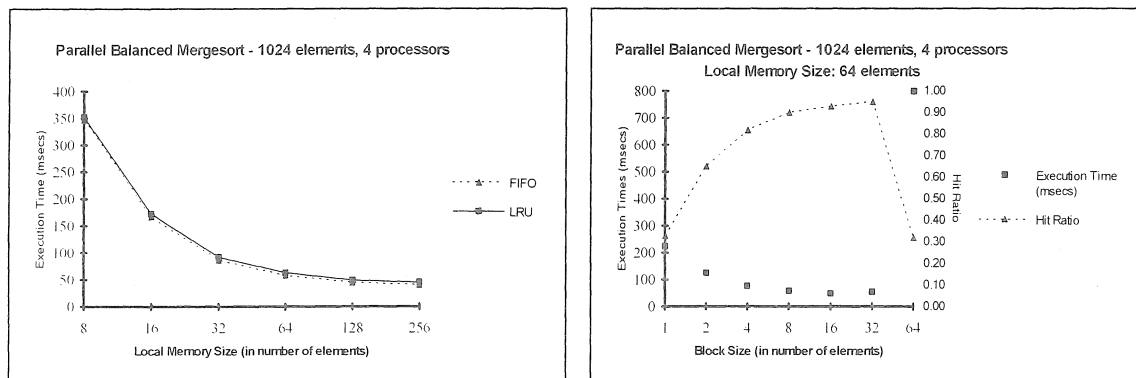 Parallel Balanced Mergesort - 1024 elements, 4 processors
400
350
300
250
200
150
100
50
0
Execution Time (msecs)
8 16 32 64 128 256
Local Memory Size (in number of elements)
FIFO
LRU
Parallel Balanced Mergesort - 1024 elements, 4 processors
Local Memory Size: 64 elements
800
700
600
500
400
300
200
100
0
Execution Times (msecs)
1 2 4 8 16 32 64
Block Size (in number of elements)
1.00
0.90
0.80
0.70
0.60
0.50
0.40
0.30
0.20
0.10
0.00
Hit Ratio
Execution Time
(msecs)
Hit Ratio